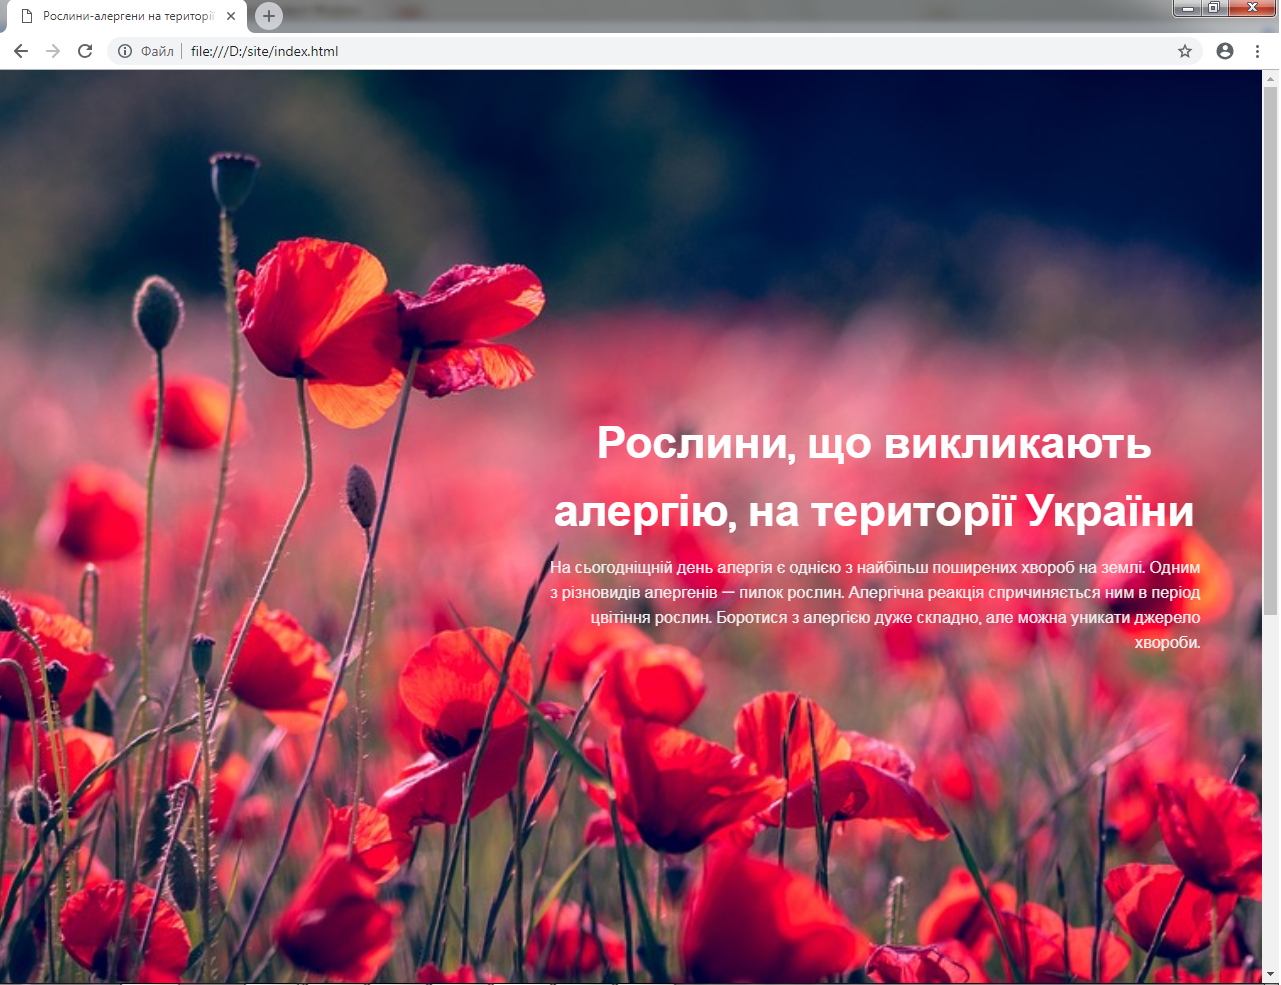 Рослини-алергени на територiї
Файл
file:///D:/site/index.html
Рослини, що викликають
алергію, на території України
На сьогодніщній день алергія є однією з найбільш поширених хвороб на землі. Одним
з різновидів алергенів — пилок рослин. Алергічна реакція спричиняється ним в період
цвітіння рослин. Боротися з алергією дуже складно, але можна уникати джерело
хвороби.